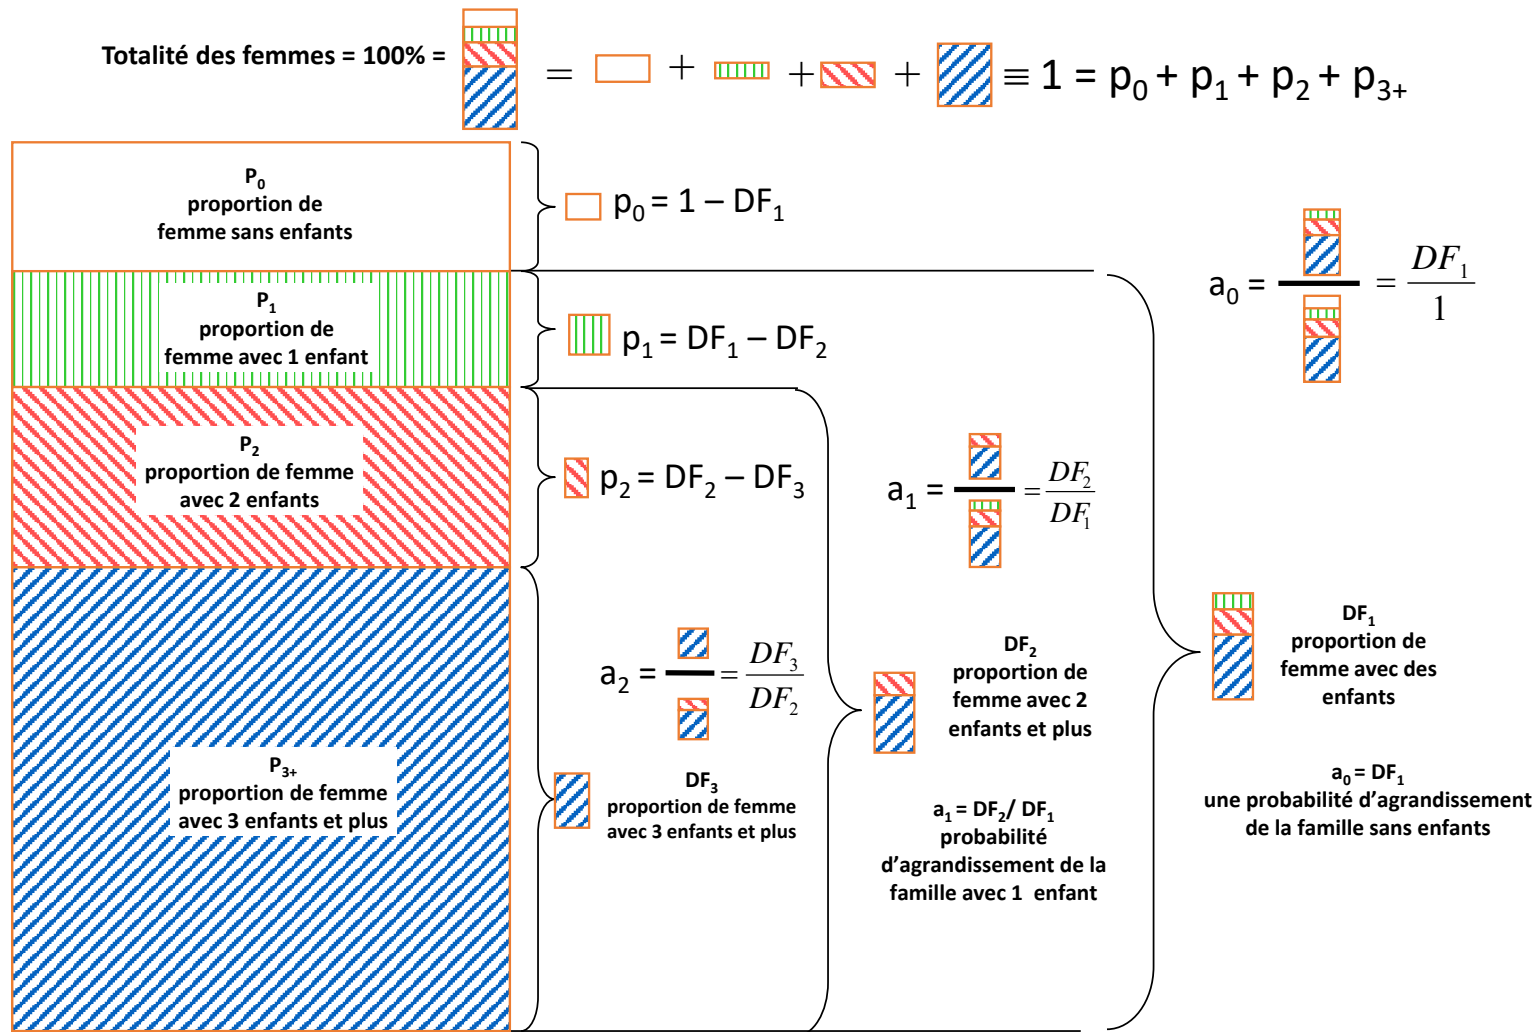 Totalité des femmes = 100% = = + + + ≡ 1 = p₀ + p₁ + p₂ + p₃₊
P₀
proportion de
femme sans enfants
p₀ = 1 – DF₁
P₁
proportion de
femme avec 1 enfant
p₁ = DF₁ – DF₂
P₂
proportion de femme
avec 2 enfants
p₂ = DF₂ – DF₃
P₃₊
proportion de femme
avec 3 enfants et plus
a₂ = = DF₃ / DF₂
DF₃
proportion de femme
avec 3 enfants et plus
a₁ = = DF₂ / DF₁
DF₂
proportion de
femme avec 2
enfants et plus
a₁ = DF₂/ DF₁
probabilité
d’agrandissement de la
famille avec 1 enfant
a₀ = = DF₁ / 1
DF₁
proportion de
femme avec des
enfants
a₀ = DF₁
une probabilité d’agrandissement
de la famille sans enfants